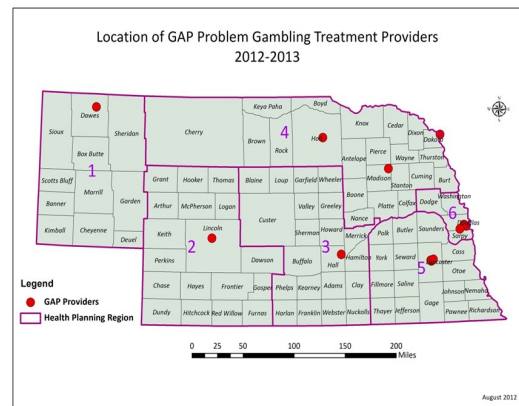 Location of GAP Problem Gambling Treatment Providers
2012-2013
Boyd
Keya Paha
Dawes
Knox
Cedar
Sioux
Sheridan
Cherry
4
Holt
Dixon
Dakota
Brown
Rock
Pierce
Wayne
Thurston
Box Butte
Antelope
1
Madison
Cuming
Burt
Stanton
Scotts Bluff
Grant
Hooker
Thomas
Blaine
Loup
Garfield
Wheeler
Morrill
Boone
Platte
Colfax
Dodge
Washington
Garden
Banner
Arthur
McPherson
Logan
Valley
Greeley
Nance
6
Custer
Douglas
Kimball
Cheyenne
Keith
Lincoln
Sherman
Howard
Merrick
Polk
Butler
Saunders
Sarpy
Deuel
2
3
Cass
Perkins
Dawson
Buffalo
Hall
Hamilton
York
Seward
5
Lancaster
Otoe
Legend
GAP Providers
Health Planning Region
Chase
Hayes
Frontier
Gosper
Phelps
Kearney
Adams
Clay
Fillmore
Saline
Gage
Johnson
Nemaha
Dundy
Hitchcock
Red Willow
Furnas
Harlan
Franklin
Webster
Nuckolls
Thayer
Jefferson
Pawnee
Richardson
0 12.5 25 50 100 150 200
Miles
August 2012